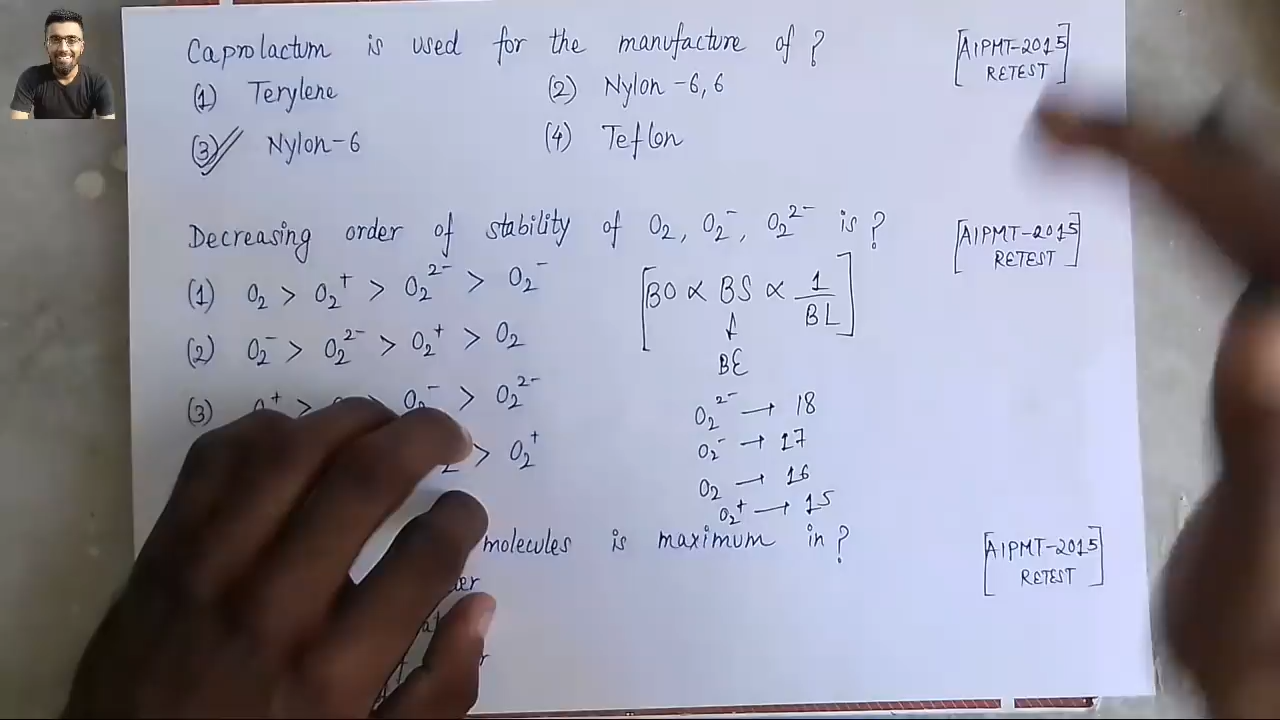 Caprolactum is used for the manufacture of ? [AIPMT-2015 RETEST]
(1) Terylene (2) Nylon-6,6
(3) Nylon-6 (4) Teflon
Decreasing order of stability of O₂, O₂⁻, O₂²⁻ is ? [AIPMT-2015 RETEST]
(1) O₂ > O₂⁺ > O₂²⁻ > O₂⁻
[BO ∝ BS ∝ 1/BL]
(2) O₂⁻ > O₂²⁻ > O₂⁺ > O₂
BE
(3) > > O₂⁻ > O₂²⁻
> O₂⁺
O₂²⁻ → 18
O₂⁻ → 17
O₂ → 16
O₂⁺ → 15
molecules is maximum in ? [AIPMT-2015 RETEST]